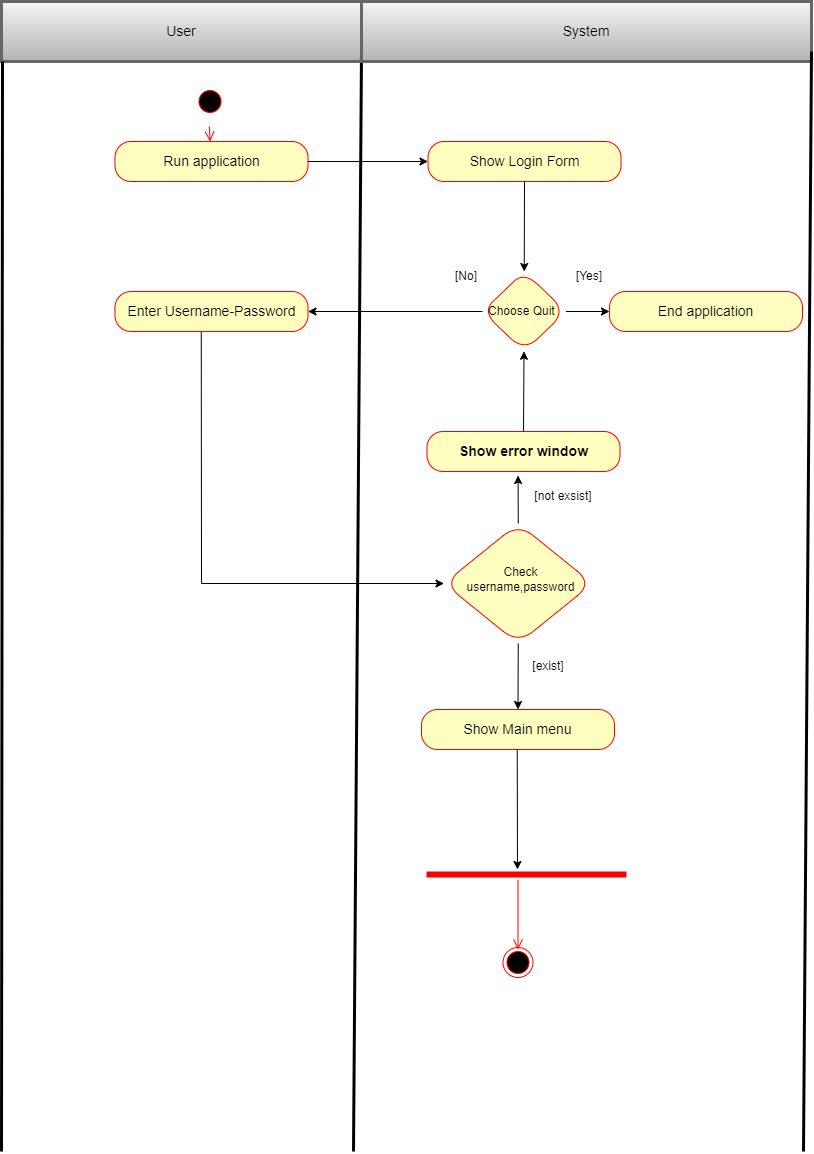 User
System
Run application
Show Login Form
[No]
[Yes]
Enter Username-Password
Choose Quit
End application
Show error window
[not exsist]
Check
username,password
[exist]
Show Main menu